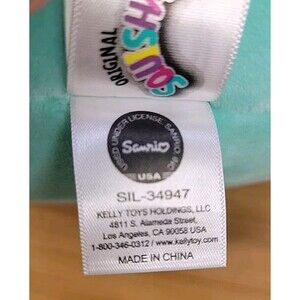 ORIGINAL
SQUISH
USED UNDER LICENSE, SANRIO INC
Sanrio
USA
SIL-34947
KELLY TOYS HOLDINGS, LLC
4811 S. Alameda Street,
Los Angeles, CA 90058 USA
1-800-346-0312 / www.kellytoy.com
MADE IN CHINA